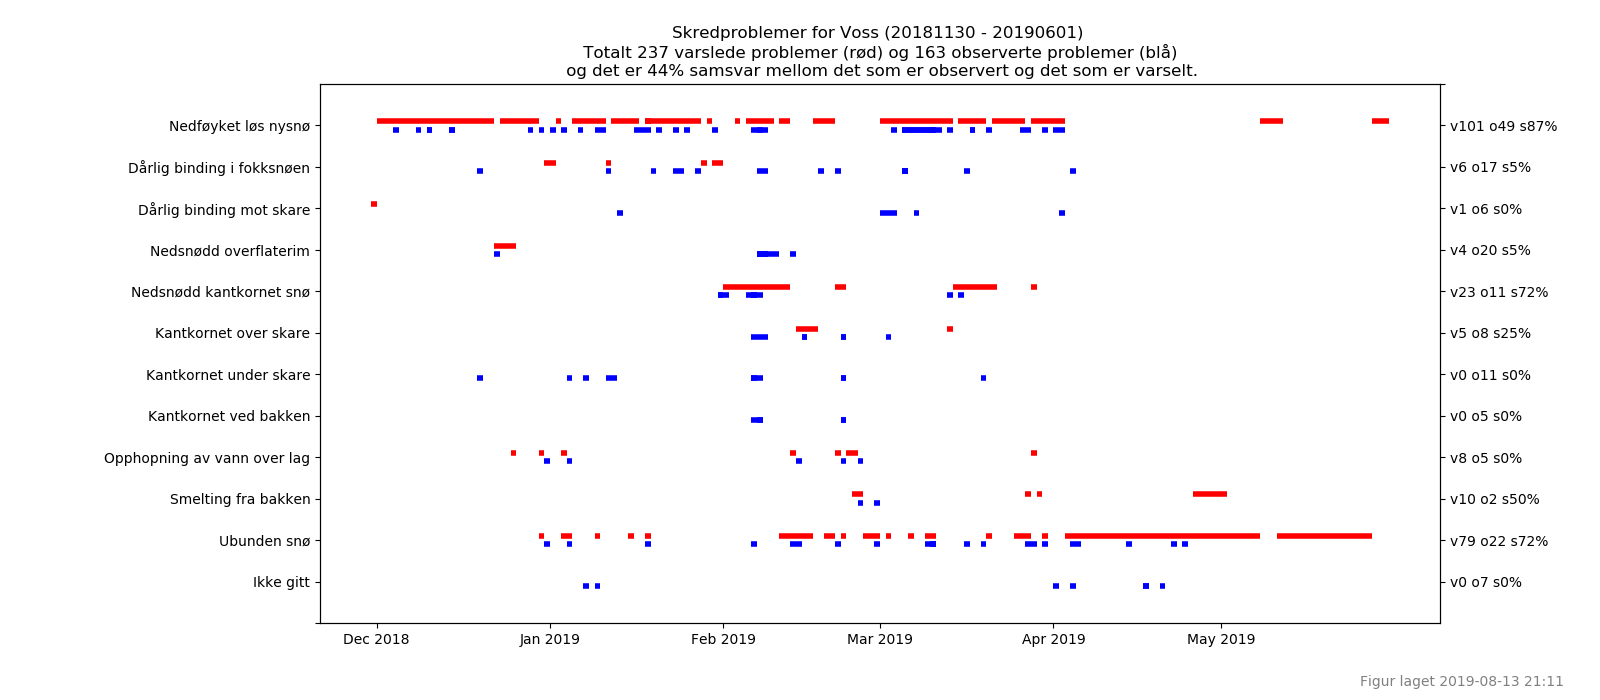 Skredproblemer for Voss (20181130 - 20190601)
Totalt 237 varslede problemer (rød) og 163 observerte problemer (blå)
og det er 44% samsvar mellom det som er observert og det som er varselt.
Nedføyket løs nysnø v101 o49 s87%
Dårlig binding i fokksnøen v6 o17 s5%
Dårlig binding mot skare v1 o6 s0%
Nedsnødd overflaterim v4 o20 s5%
Nedsnødd kantkornet snø v23 o11 s72%
Kantkornet over skare v5 o8 s25%
Kantkornet under skare v0 o11 s0%
Kantkornet ved bakken v0 o5 s0%
Opphopning av vann over lag v8 o5 s0%
Smelting fra bakken v10 o2 s50%
Ubunden snø v79 o22 s72%
Ikke gitt v0 o7 s0%
Dec 2018 Jan 2019 Feb 2019 Mar 2019 Apr 2019 May 2019
Figur laget 2019-08-13 21:11